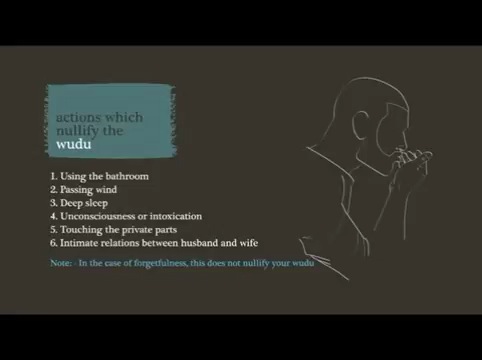 actions which
nullify the
wudu
1. Using the bathroom
2. Passing wind
3. Deep sleep
4. Unconsciousness or intoxication
5. Touching the private parts
6. Intimate relations between husband and wife
Note: - In the case of forgetfulness, this does not nullify your wudu